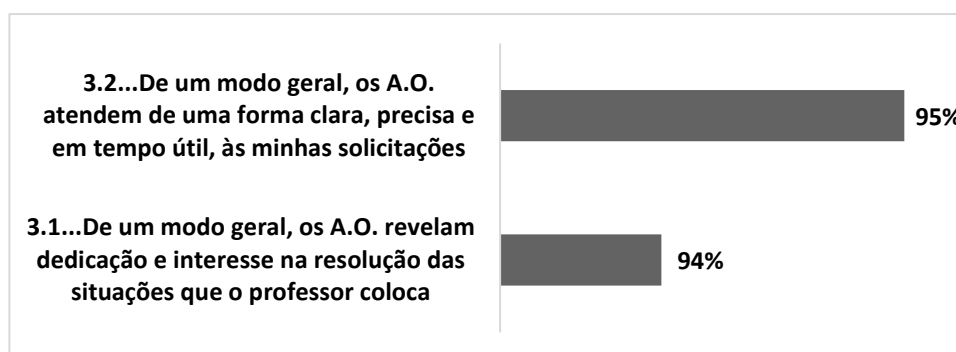 3.2...De um modo geral, os A.O.
atendem de uma forma clara, precisa e
em tempo útil, às minhas solicitações
95%
3.1...De um modo geral, os A.O. revelam
dedicação e interesse na resolução das
situações que o professor coloca
94%